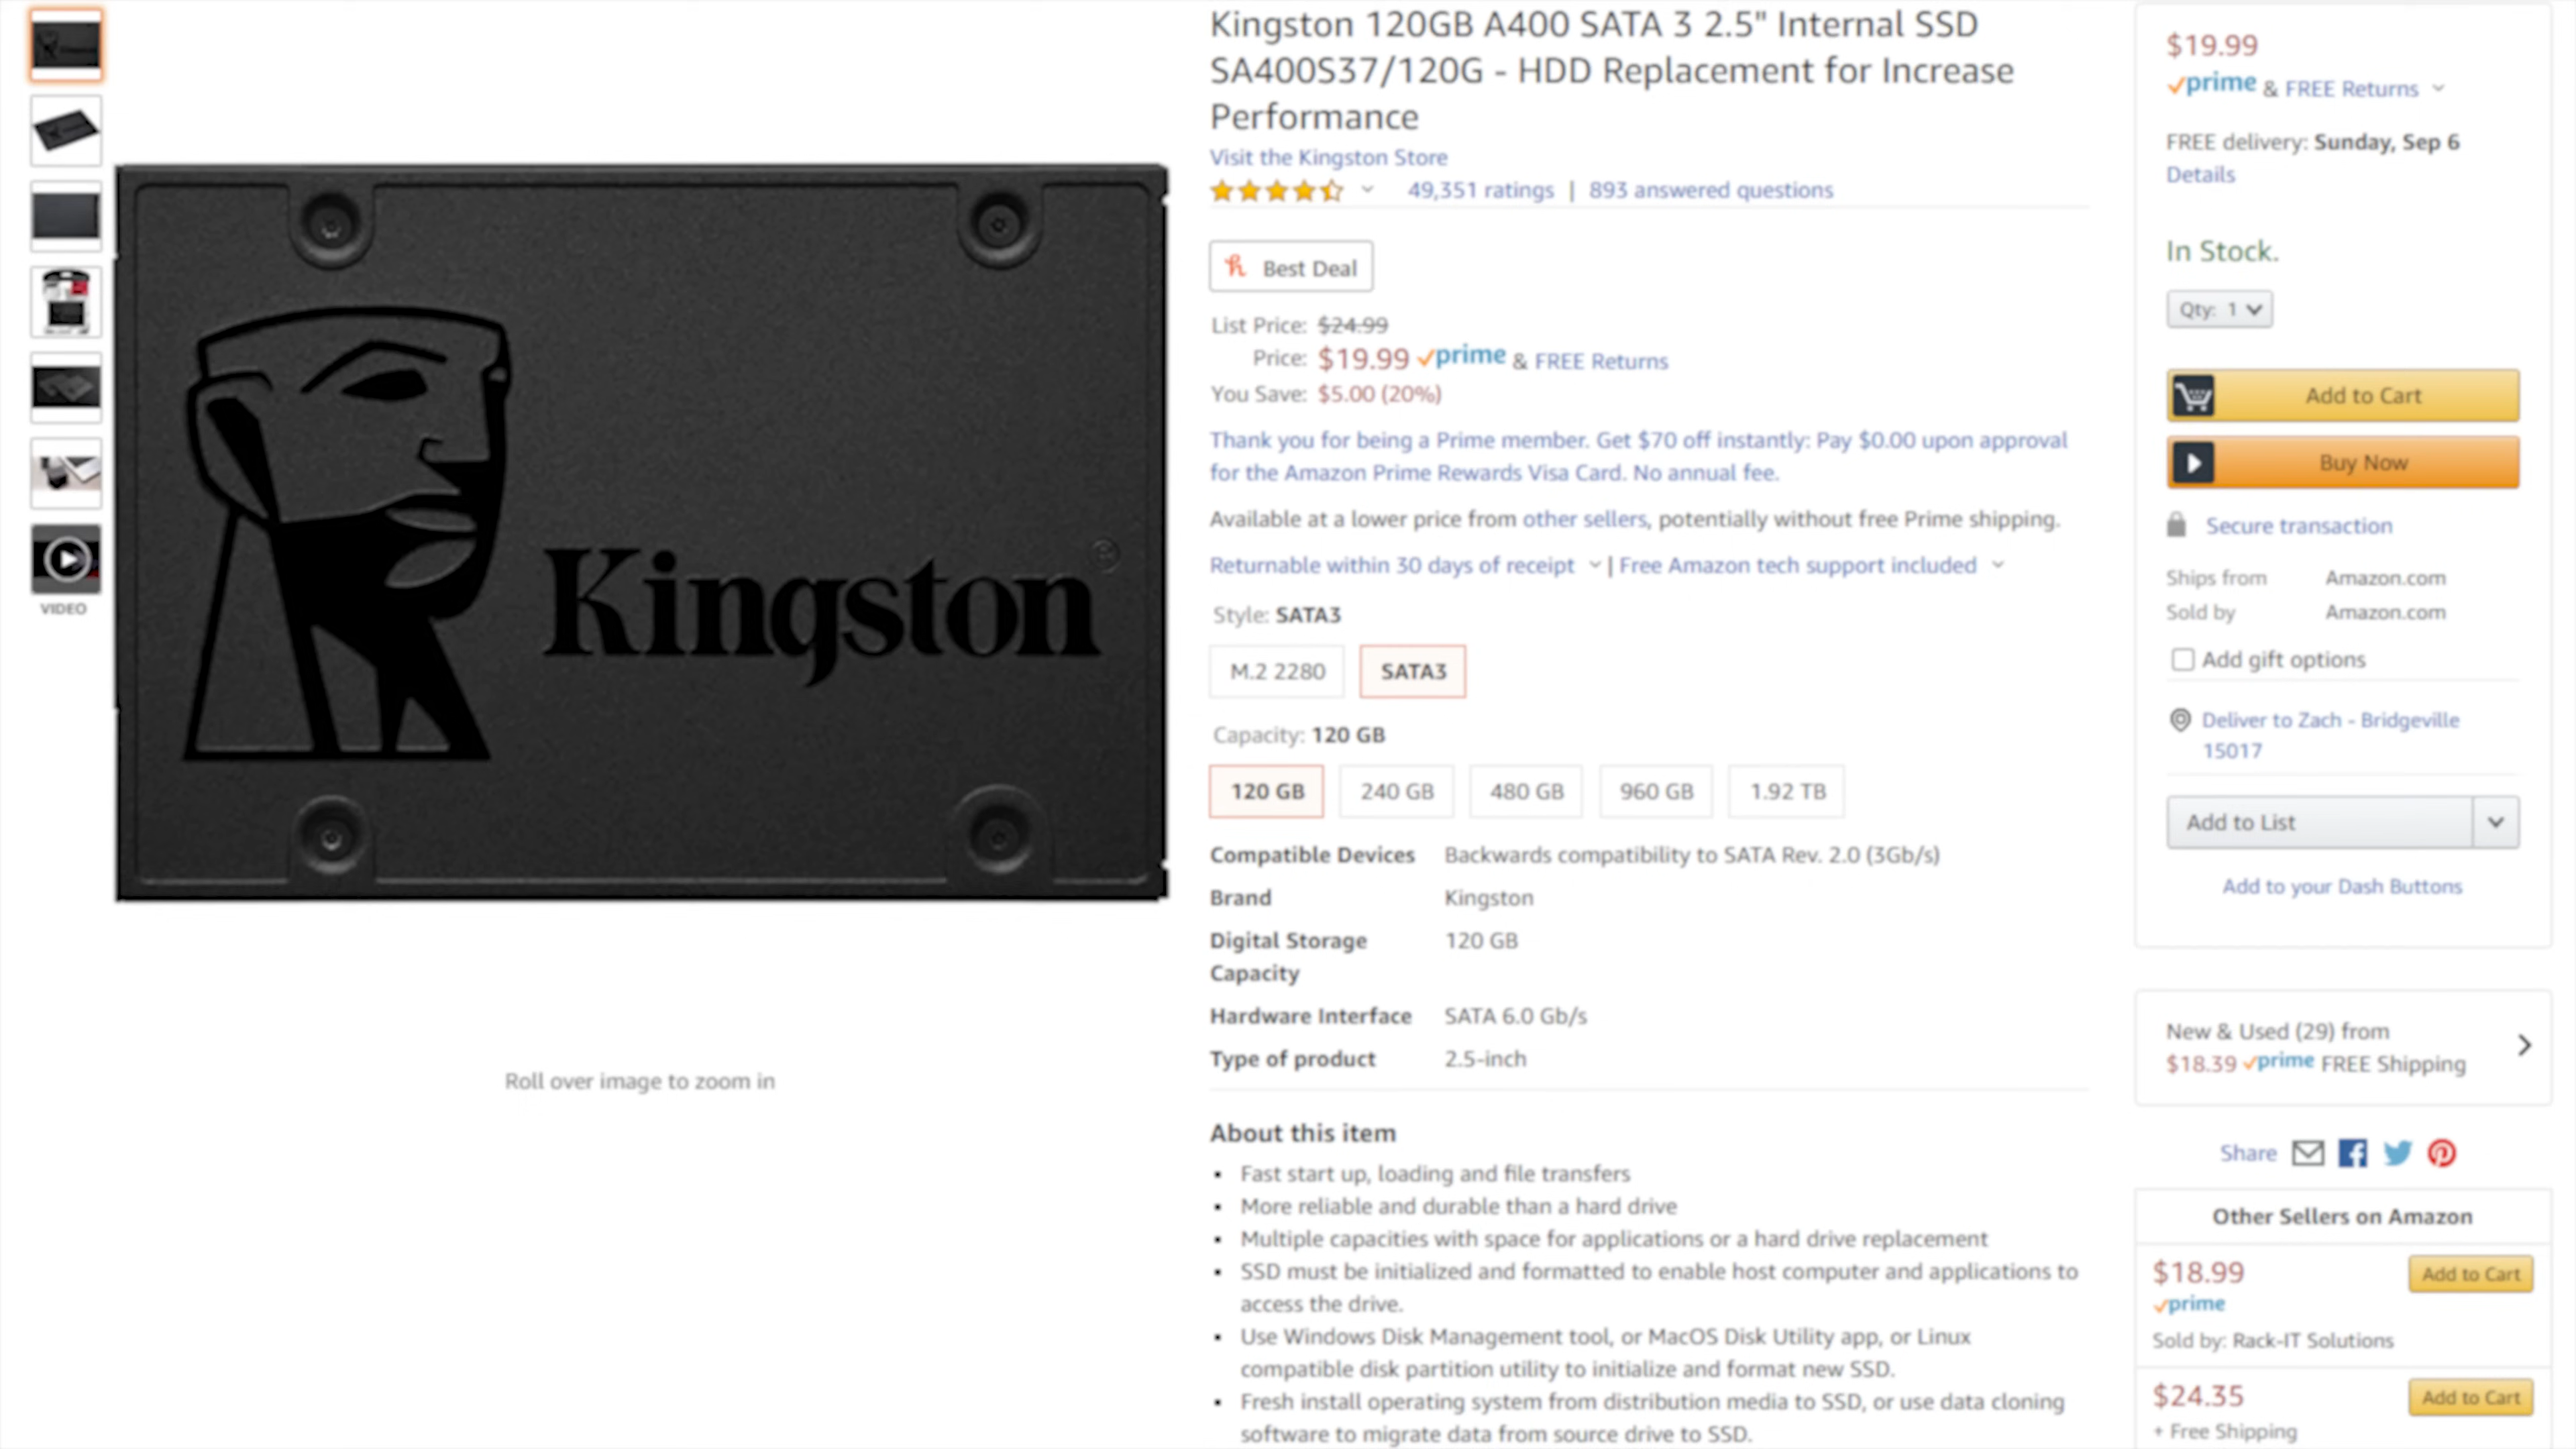 VIDEO
Kingston
Roll over image to zoom in
Kingston 120GB A400 SATA 3 2.5" Internal SSD
SA400S37/120G - HDD Replacement for Increase
Performance
Visit the Kingston Store
49,351 ratings | 893 answered questions
Best Deal
List Price: $24.99
Price: $19.99 prime & FREE Returns
You Save: $5.00 (20%)
Thank you for being a Prime member. Get $70 off instantly: Pay $0.00 upon approval
for the Amazon Prime Rewards Visa Card. No annual fee.
Available at a lower price from other sellers, potentially without free Prime shipping.
Returnable within 30 days of receipt | Free Amazon tech support included
Style: SATA3
M.2 2280 SATA3
Capacity: 120 GB
120 GB 240 GB 480 GB 960 GB 1.92 TB
Compatible Devices Backwards compatibility to SATA Rev. 2.0 (3Gb/s)
Brand Kingston
Digital Storage 120 GB
Capacity
Hardware Interface SATA 6.0 Gb/s
Type of product 2.5-inch
About this item
▪ Fast start up, loading and file transfers
▪ More reliable and durable than a hard drive
▪ Multiple capacities with space for applications or a hard drive replacement
▪ SSD must be initialized and formatted to enable host computer and applications to
access the drive.
▪ Use Windows Disk Management tool, or MacOS Disk Utility app, or Linux
compatible disk partition utility to initialize and format new SSD.
▪ Fresh install operating system from distribution media to SSD, or use data cloning
software to migrate data from source drive to SSD.
$19.99
prime & FREE Returns
FREE delivery: Sunday, Sep 6
Details
In Stock.
Qty: 1
Add to Cart
Buy Now
Secure transaction
Ships from Amazon.com
Sold by Amazon.com
Add gift options
Deliver to Zach - Bridgeville
15017
Add to List
Add to your Dash Buttons
New & Used (29) from
$18.39 prime FREE Shipping
Share
Other Sellers on Amazon
$18.99 Add to Cart
prime
Sold by: Rack-IT Solutions
$24.35 Add to Cart
+ Free Shipping